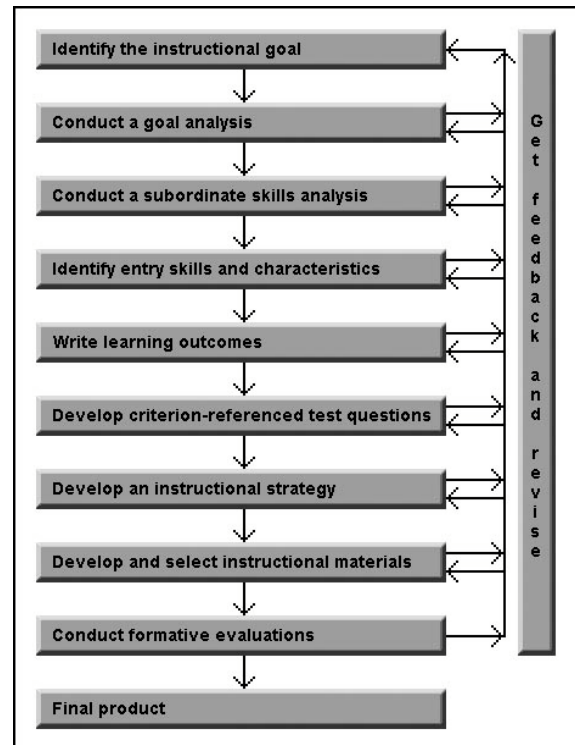 Identify the instructional goal
Conduct a goal analysis
Conduct a subordinate skills analysis
Identify entry skills and characteristics
Write learning outcomes
Develop criterion-referenced test questions
Develop an instructional strategy
Develop and select instructional materials
Conduct formative evaluations
Final product
Get feedback and revise